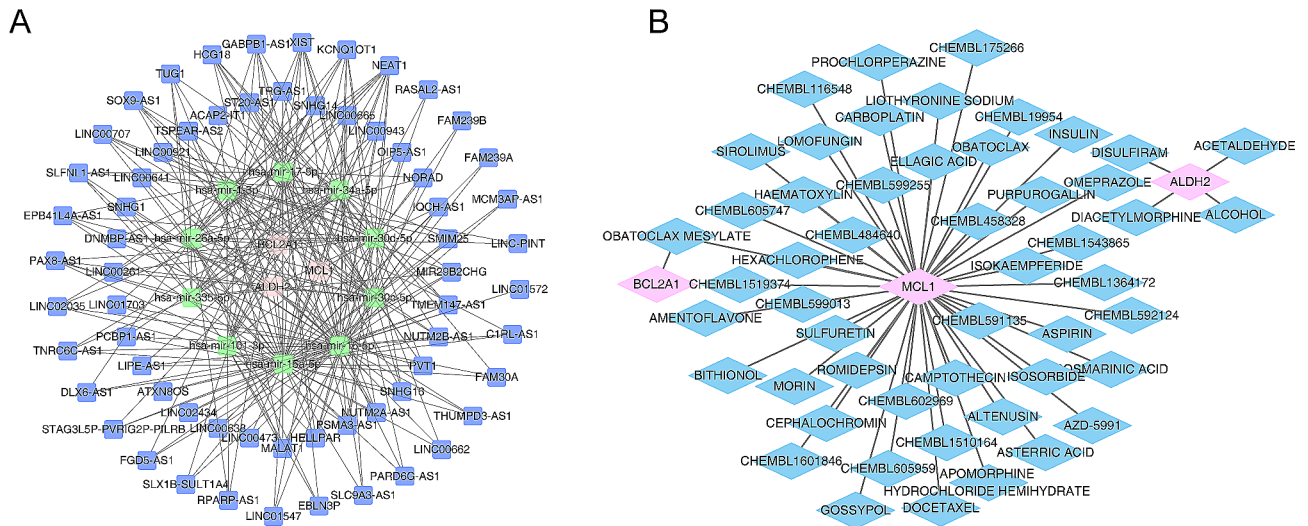 A
B
GABPB1-AS1
XIST
KCNQ1OT1
HCG18
NEAT1
TUG1
TRG-AS1
RASAL2-AS1
SOX9-AS1
ST20-AS1
SNHG14
ACAP2-IT1
LINC00665
FAM239B
LINC00707
TSPEAR-AS2
LINC00943
LINC00921
OIP5-AS1
FAM239A
SLFNL1-AS1
LINC00641
hsa-mir-17-5p
NORAD
hsa-mir-1-3p
hsa-mir-34a-5p
MCM3AP-AS1
EPB41L4A-AS1
SNHG1
IQCH-AS1
DNMBP-AS1
hsa-mir-26a-5p
BCL2A1
hsa-mir-30d-5p
SMIM25
LINC-PINT
PAX8-AS1
LINC00261
MCL1
MIR29B2CHG
ALDH2
LINC01572
LINC02035
LINC01703
hsa-mir-335-5p
hsa-mir-30c-5p
TMEM147-AS1
PCBP1-AS1
NUTM2B-AS1
C1RL-AS1
TNRC6C-AS1
hsa-mir-101-3p
hsa-mir-16-5p
LIPE-AS1
hsa-mir-15a-5p
PVT1
FAM30A
DLX6-AS1
ATXN8OS
SNHG16
THUMPD3-AS1
LINC02434
NUTM2A-AS1
STAG3L5P-PVRIG2P-PILRB
LINC00638
PSMA3-AS1
LINC00473
HELLPAR
LINC00662
FGD5-AS1
MALAT1
PARD6G-AS1
SLX1B-SULT1A4
SLC9A3-AS1
RPARP-AS1
EBLN3P
LINC01547
CHEMBL175266
PROCHLORPERAZINE
CHEMBL116548
LIOTHYRONINE SODIUM
CARBOPLATIN
CHEMBL19954
INSULIN
LOMOFUNGIN
OBATOCLAX
DISULFIRAM
ACETALDEHYDE
SIROLIMUS
ELLAGIC ACID
CHEMBL599255
OMEPRAZOLE
ALDH2
HAEMATOXYLIN
PURPUROGALLIN
CHEMBL605747
CHEMBL458328
DIACETYLMORPHINE
ALCOHOL
OBATOCLAX MESYLATE
CHEMBL484640
CHEMBL1543865
HEXACHLOROPHENE
ISOKAEMPFERIDE
BCL2A1
CHEMBL1519374
MCL1
CHEMBL1364172
AMENTOFLAVONE
CHEMBL599013
CHEMBL591135
CHEMBL592124
SULFURETIN
ASPIRIN
BITHIONOL
MORIN
ROMIDEPSIN
CAMPTOTHECIN
ISOSORBIDE
OSMARINIC ACID
CEPHALOCHROMIN
CHEMBL602969
ALTENUSIN
AZD-5991
CHEMBL1601846
CHEMBL1510164
ASTERRIC ACID
CHEMBL605959
APOMORPHINE
HYDROCHLORIDE HEMIHYDRATE
GOSSYPOL
DOCETAXEL